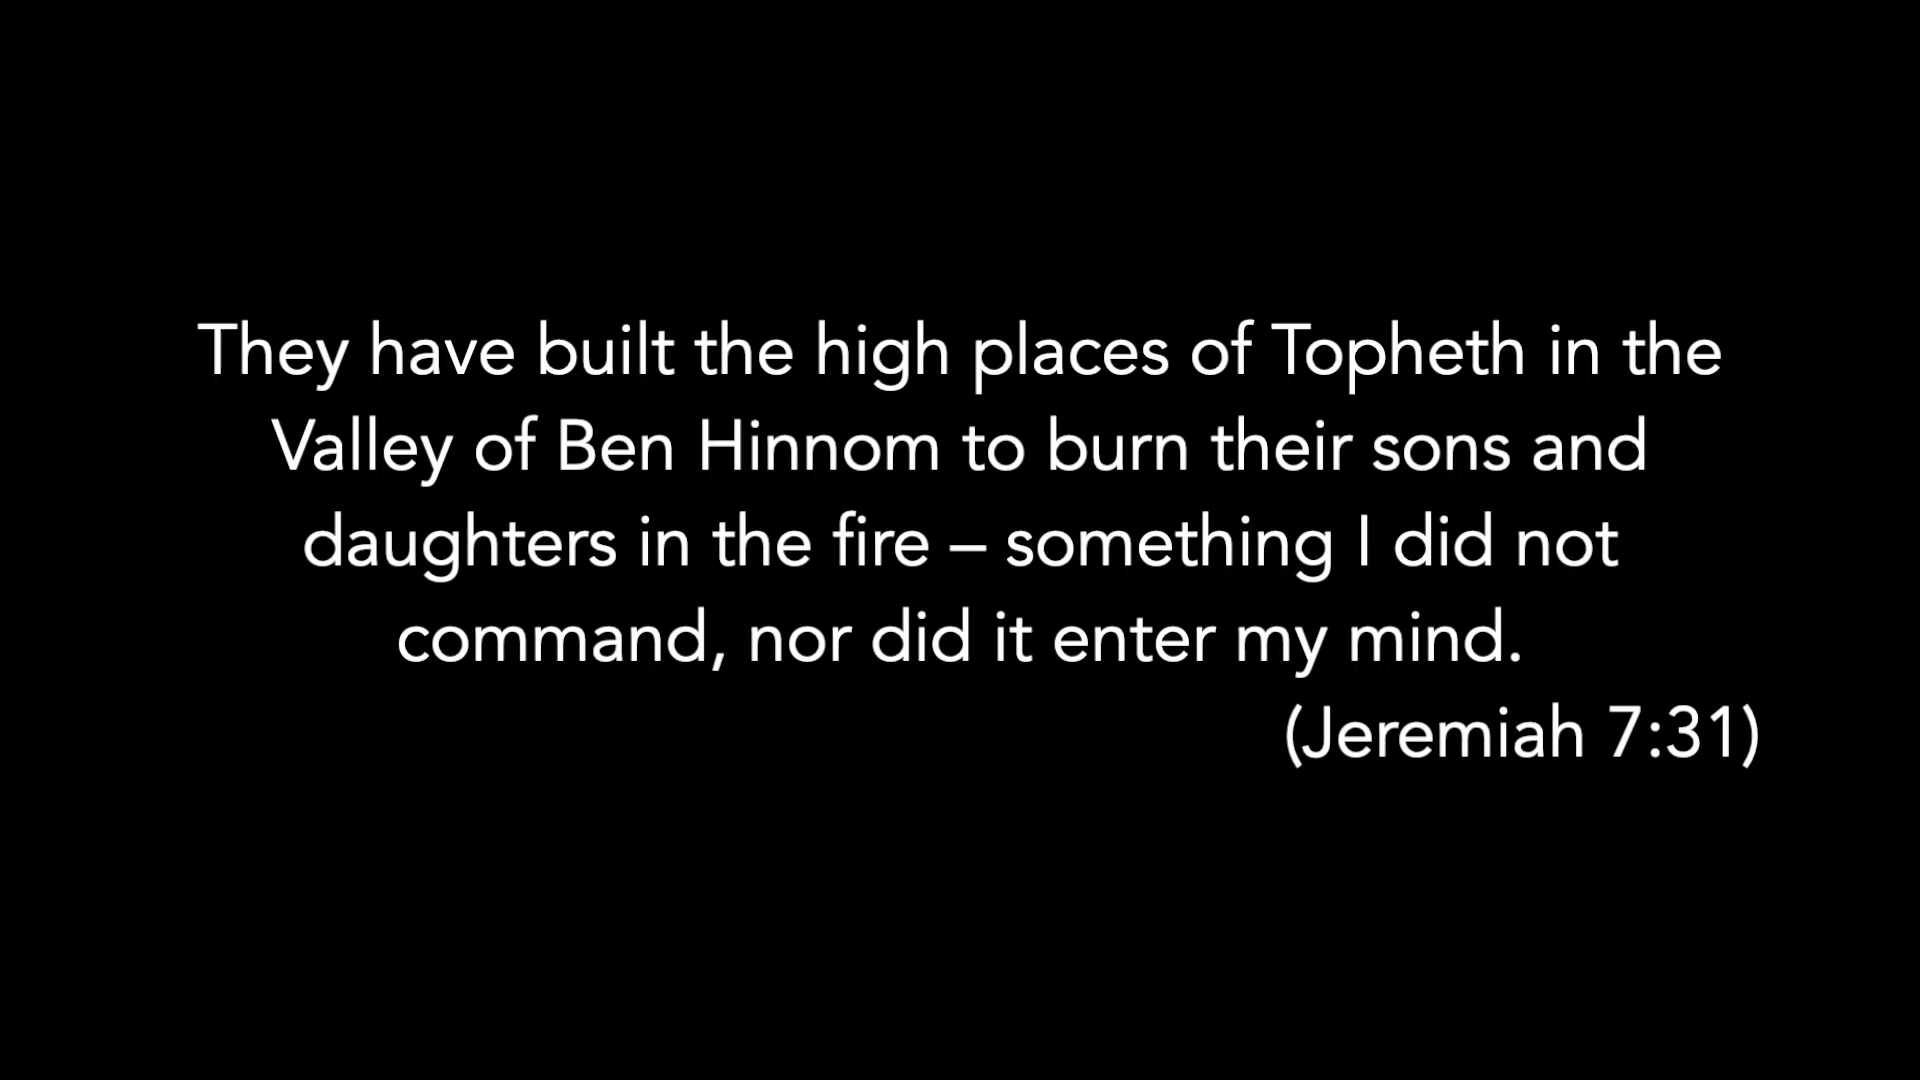 They have built the high places of Topheth in the
Valley of Ben Hinnom to burn their sons and
daughters in the fire – something I did not
command, nor did it enter my mind.
(Jeremiah 7:31)